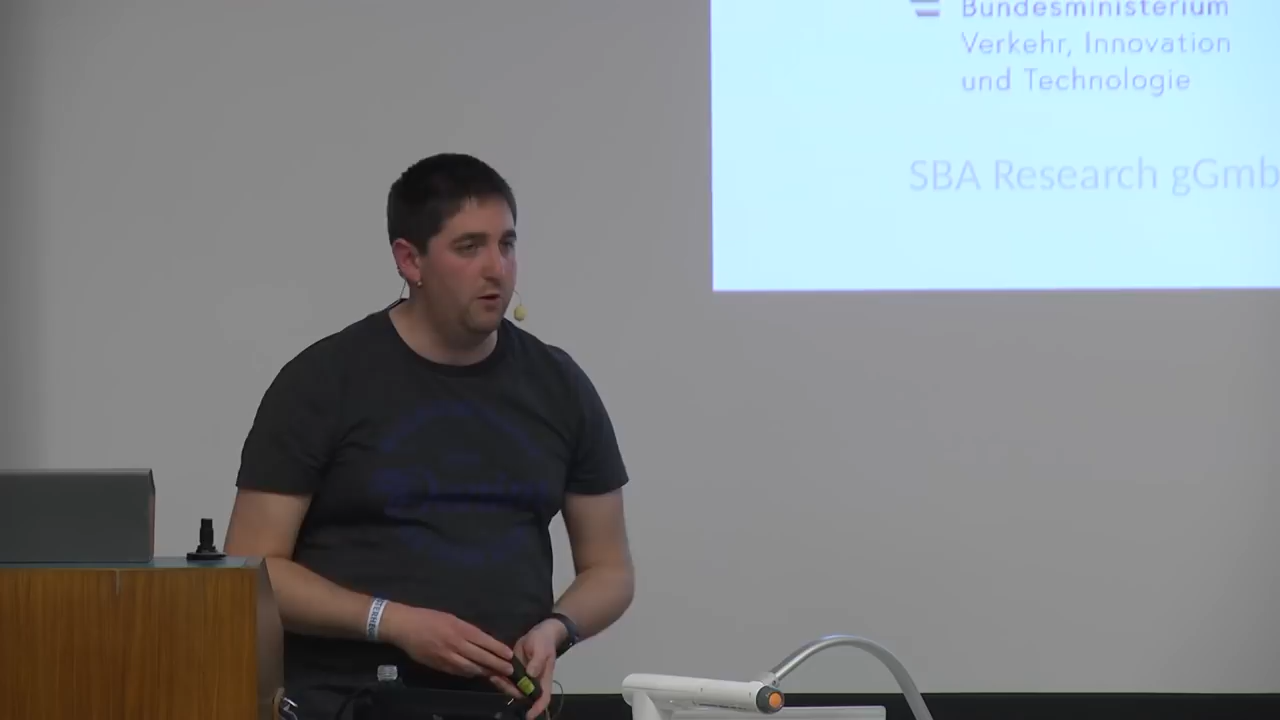 Bundesministerium
Verkehr, Innovation
und Technologie
SBA Research gGmb